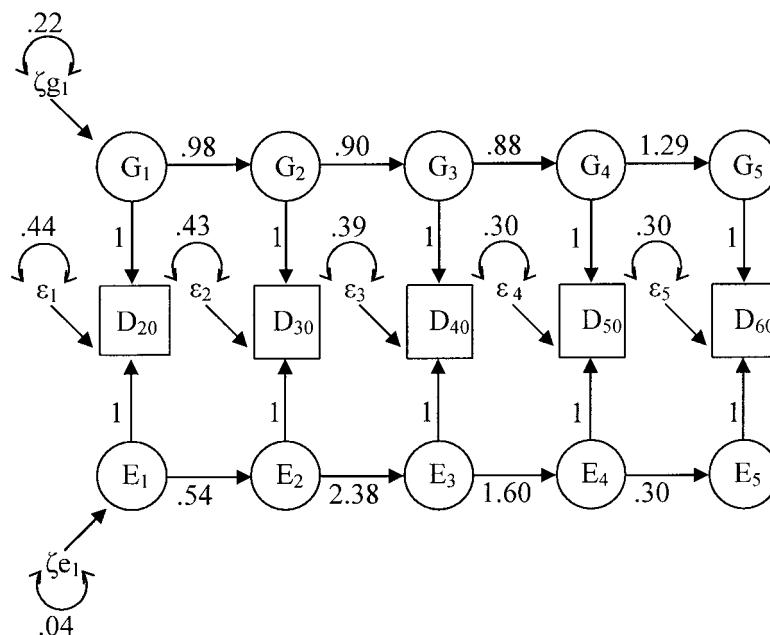 .22
ζg₁
G₁ .98 G₂ .90 G₃ .88 G₄ 1.29 G₅
.44 1 .43 1 .39 1 .30 1 .30 1
ε₁ ε₂ ε₃ ε₄ ε₅
D₂₀ D₃₀ D₄₀ D₅₀ D₆₀
1 1 1 1 1
E₁ .54 E₂ 2.38 E₃ 1.60 E₄ .30 E₅
ζe₁
.04